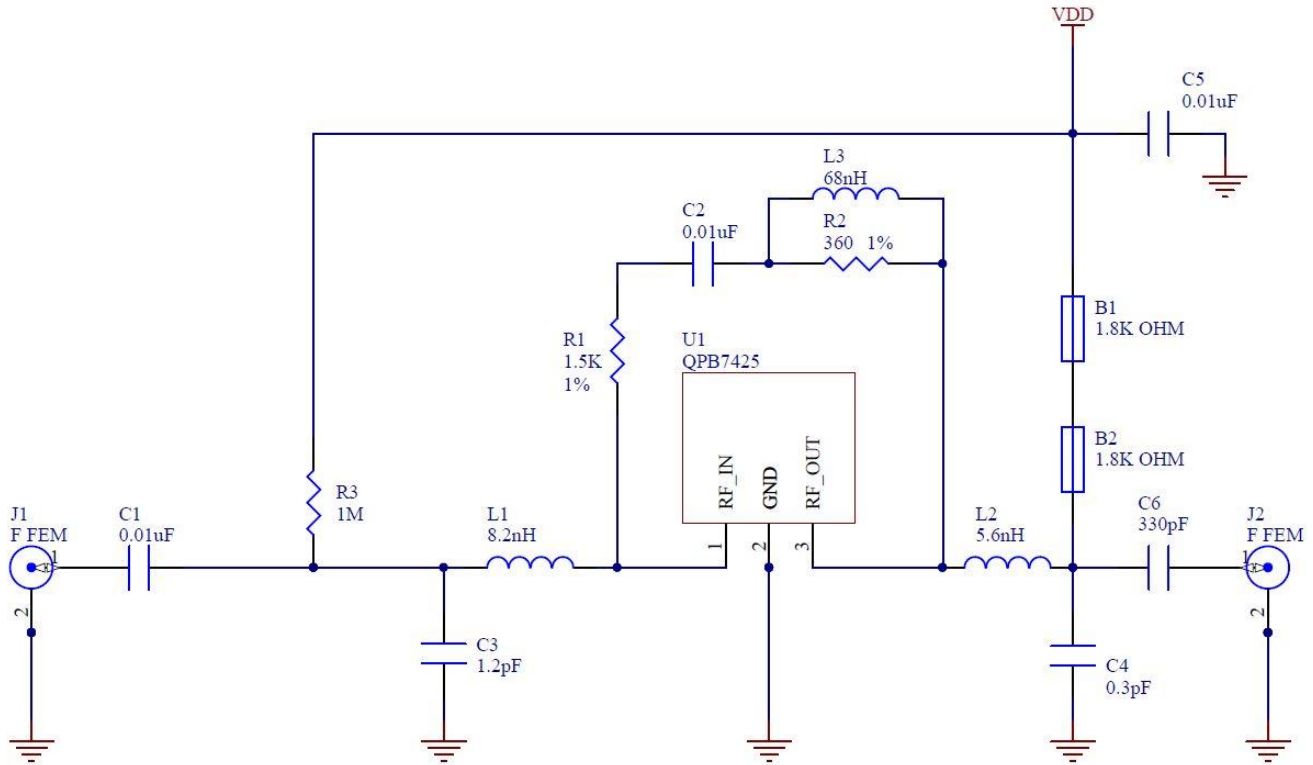 VDD
C5
0.01uF
L3
68nH
C2
0.01uF
R2
360 1%
B1
1.8K OHM
R1
1.5K
1%
U1
QPB7425
B2
1.8K OHM
RF_IN
GND
RF_OUT
R3
1M
J1
F FEM
C1
0.01uF
L1
8.2nH
L2
5.6nH
C6
330pF
J2
F FEM
1
1
2
3
1
2
2
C3
1.2pF
C4
0.3pF